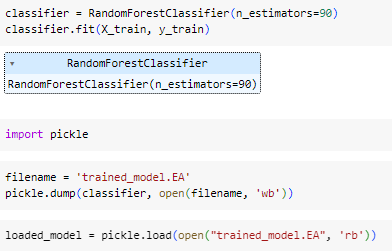 classifier = RandomForestClassifier(n_estimators=90)
classifier.fit(X_train, y_train)
RandomForestClassifier
RandomForestClassifier(n_estimators=90)
import pickle
filename = 'trained_model.EA'
pickle.dump(classifier, open(filename, 'wb'))
loaded_model = pickle.load(open("trained_model.EA", 'rb'))